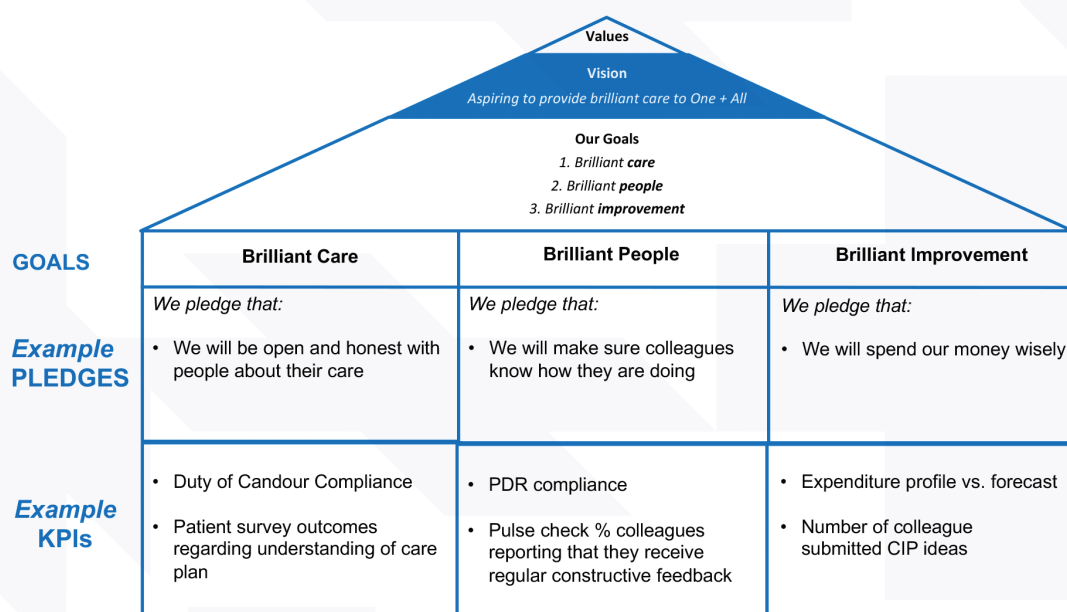 Values
Vision
Aspiring to provide brilliant care to One + All
Our Goals
1. Brilliant care
2. Brilliant people
3. Brilliant improvement
GOALS
Brilliant Care
Brilliant People
Brilliant Improvement
Example
PLEDGES
We pledge that:
• We will be open and honest with
people about their care
We pledge that:
• We will make sure colleagues
know how they are doing
We pledge that:
• We will spend our money wisely
Example
KPIs
• Duty of Candour Compliance
• Patient survey outcomes
regarding understanding of care
plan
• PDR compliance
• Pulse check % colleagues
reporting that they receive
regular constructive feedback
• Expenditure profile vs. forecast
• Number of colleague
submitted CIP ideas